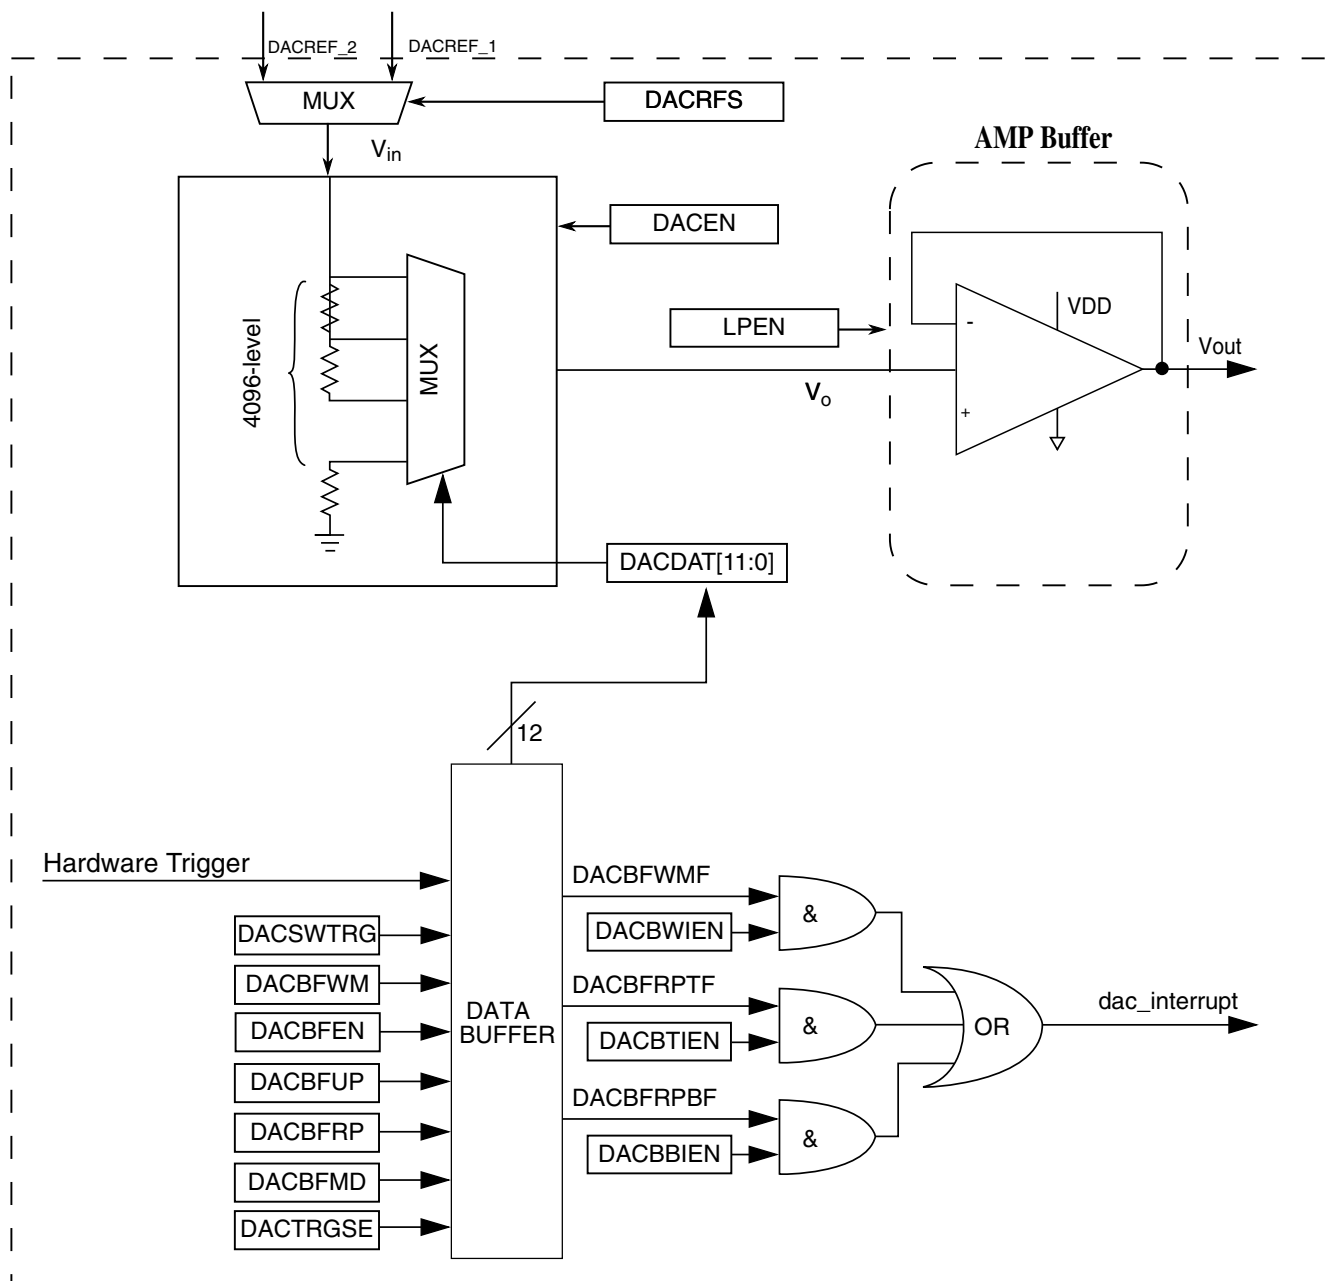 DACREF_2
DACREF_1
MUX
DACRFS
Vin
AMP Buffer
DACEN
4096-level
MUX
LPEN
VDD
-
+
Vo
Vout
DACDAT[11:0]
12
Hardware Trigger
DACSWTRG
DACBFWM
DACBFEN
DACBFUP
DACBFRP
DACBFMD
DACTRGSE
DATA
BUFFER
DACBFWMF
DACBWIEN
&
DACBFRPTF
DACBTIEN
&
DACBFRPBF
DACBBIEN
&
OR
dac_interrupt